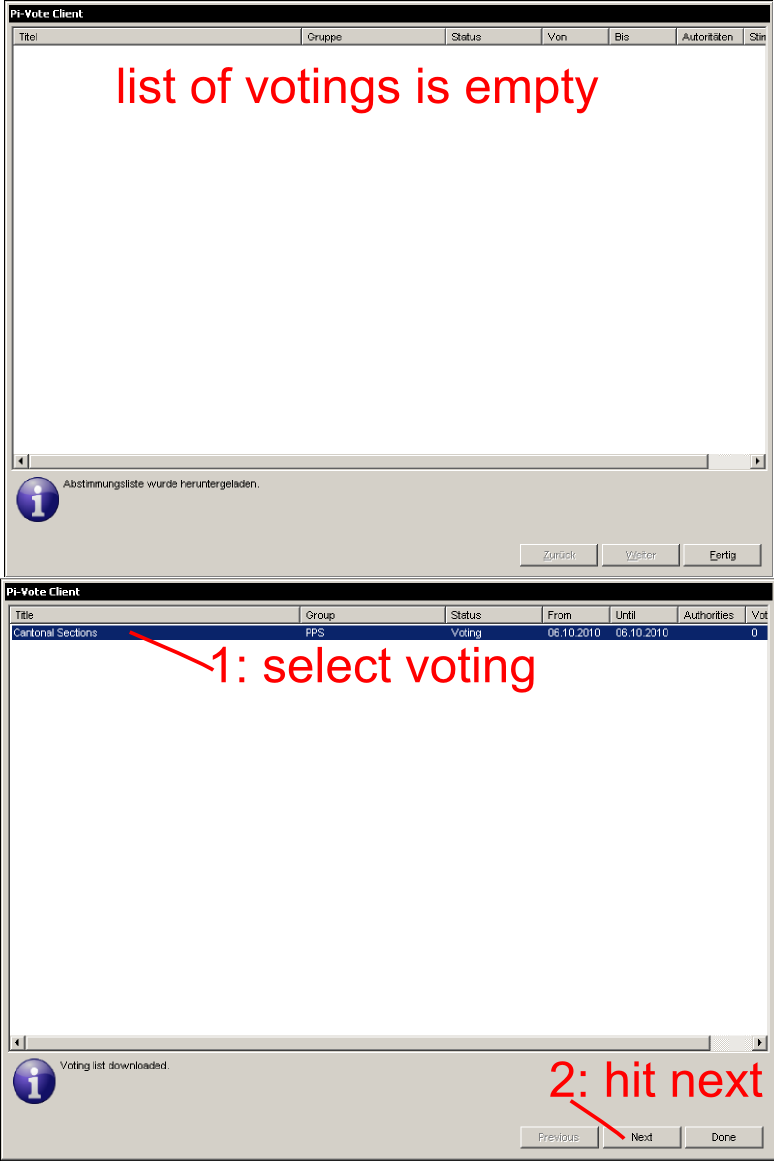 Pi-Vote Client
Titel Gruppe Status Von Bis Autoritäten Stin
list of votings is empty
Abstimmungsliste wurde heruntergeladen.
Zurück Weiter Fertig
Pi-Vote Client
Title Group Status From Until Authorities Vot
Cantonal Sections PPS Voting 06.10.2010 06.10.2010 0
1: select voting
Voting list downloaded.
2: hit next
Previous Next Done